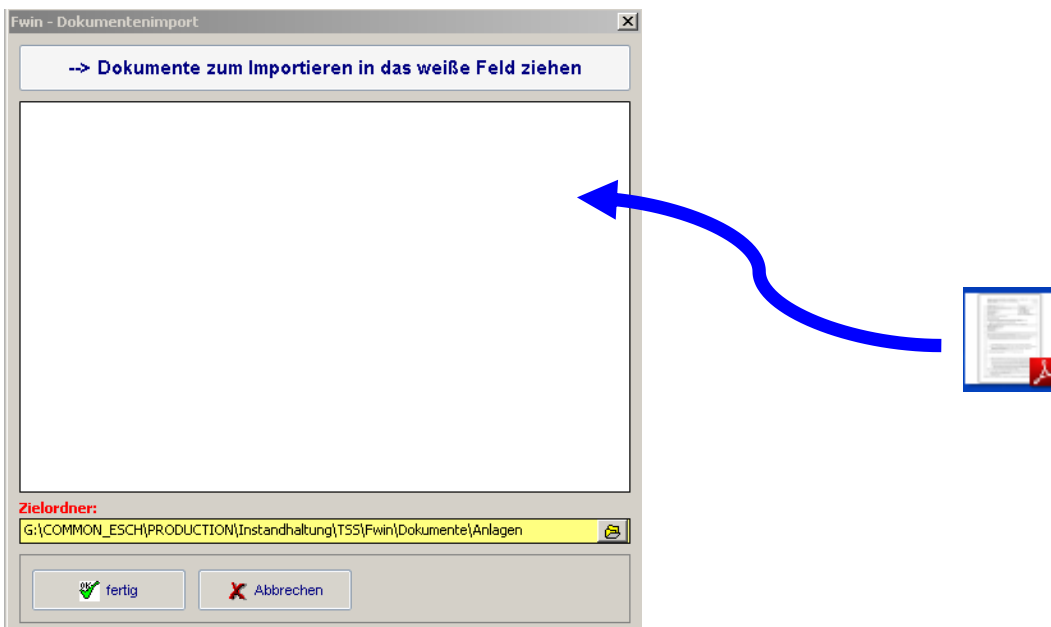 Fwin - Dokumentenimport
--> Dokumente zum Importieren in das weiße Feld ziehen
Zielordner:
G:\COMMON_ESCH\PRODUCTION\Instandhaltung\TSS\Fwin\Dokumente\Anlagen
OK fertig
Abbrechen